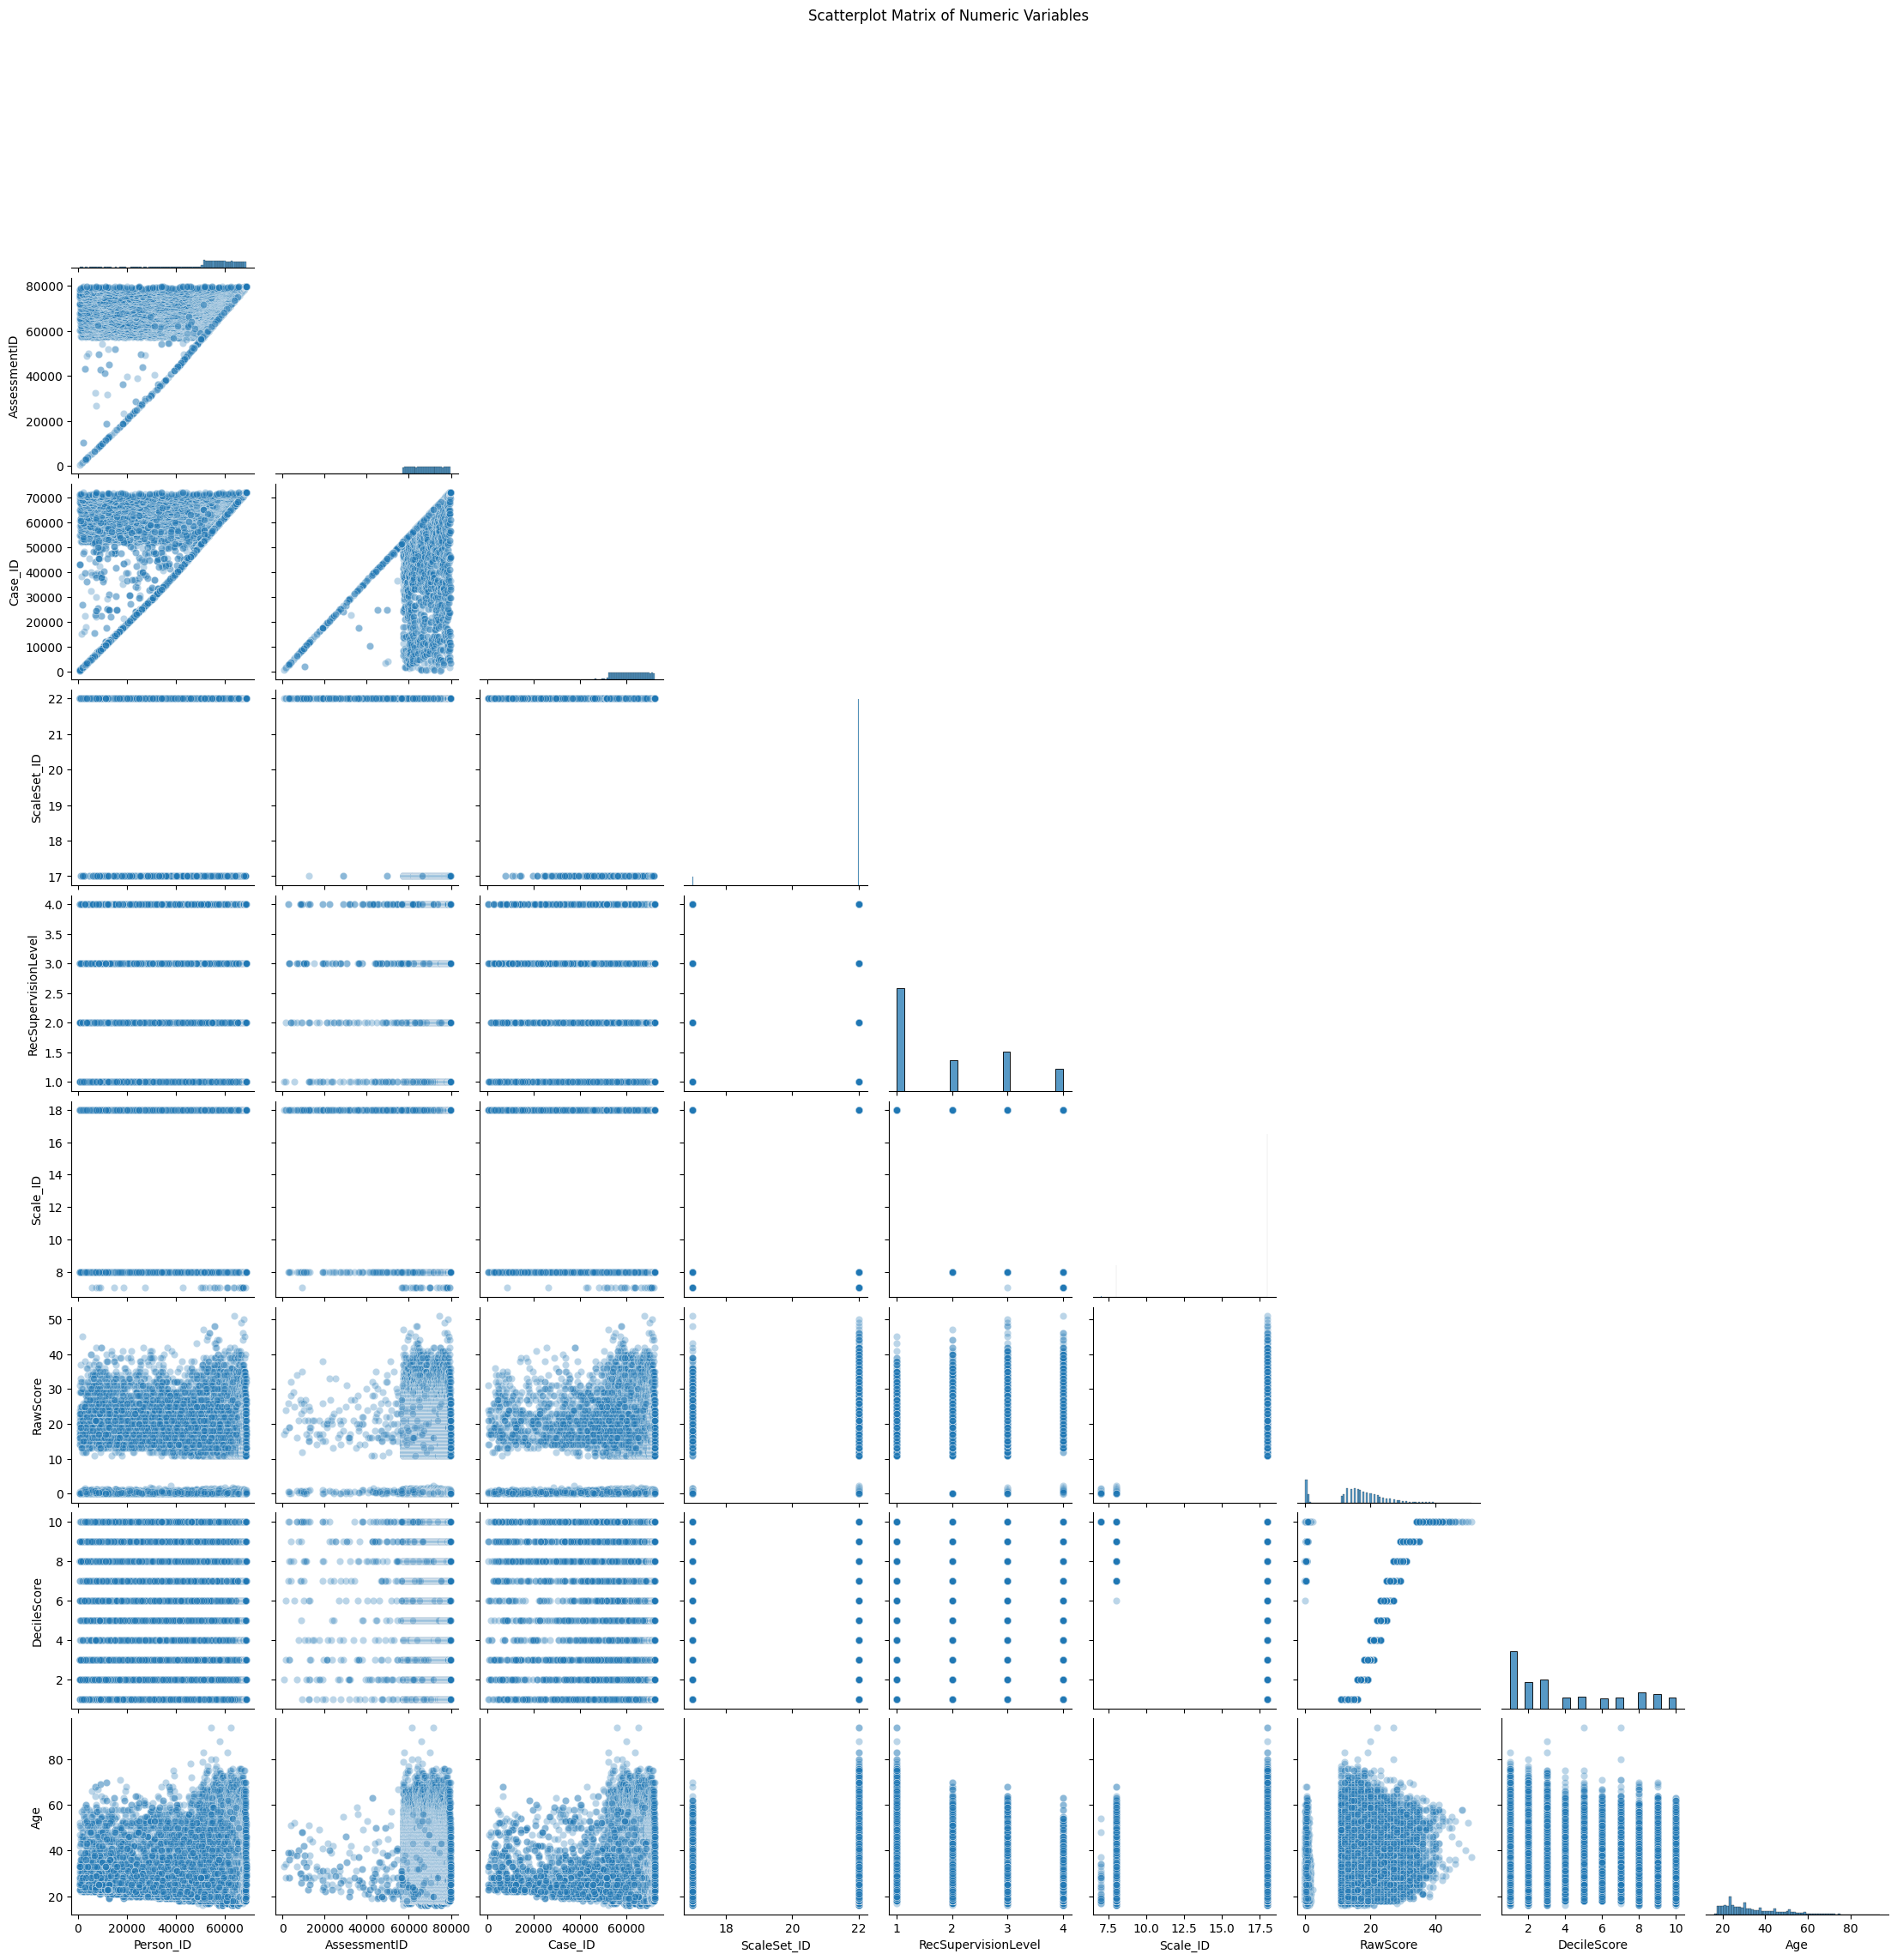 Scatterplot Matrix of Numeric Variables
80000
60000
40000
20000
0
AssessmentID
70000
60000
50000
40000
30000
20000
10000
0
Case_ID
22
21
20
19
18
17
ScaleSet_ID
4.0
3.5
3.0
2.5
2.0
1.5
1.0
RecSupervisionLevel
18
16
14
12
10
8
Scale_ID
50
40
30
20
10
0
RawScore
10
8
6
4
2
DecileScore
80
60
40
20
Age
0 20000 40000 60000
0 20000 40000 60000 80000
0 20000 40000 60000
18 20 22
1 2 3 4
7.5 10.0 12.5 15.0 17.5
0 20 40
2 4 6 8 10
20 40 60 80
Person_ID AssessmentID Case_ID ScaleSet_ID RecSupervisionLevel Scale_ID RawScore DecileScore Age